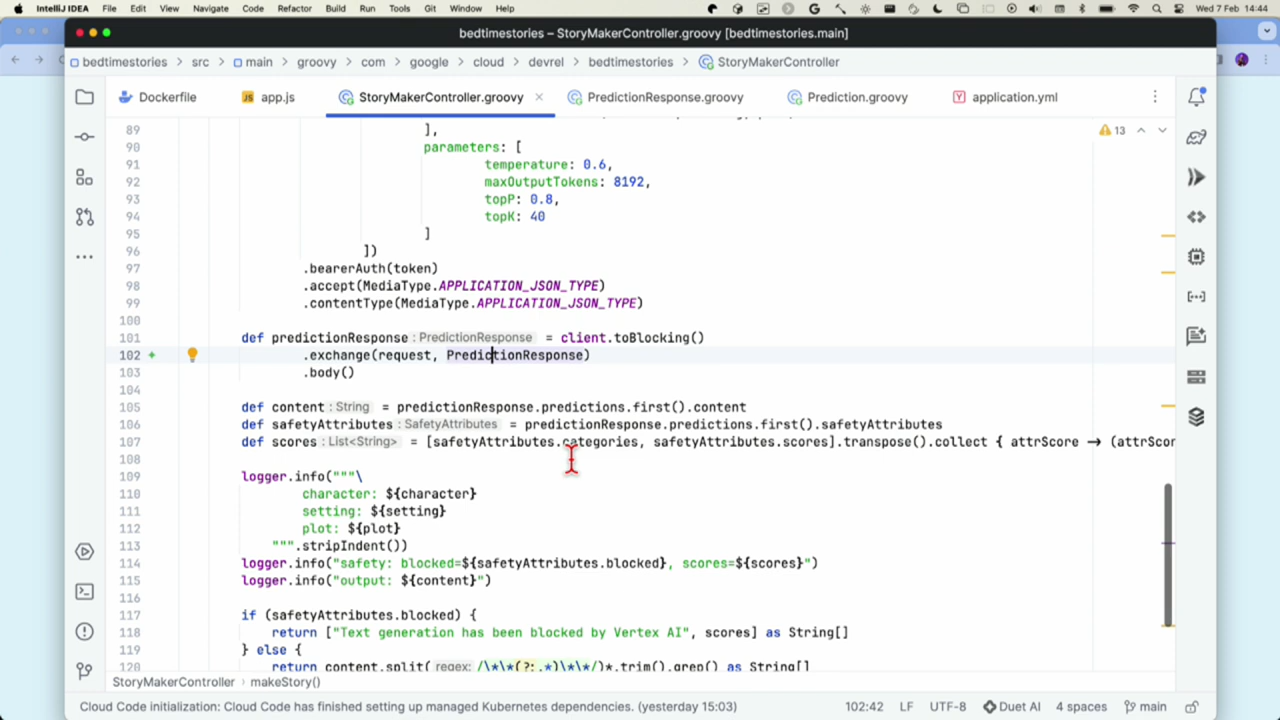 IntelliJ IDEA File Edit View Navigate Code Refactor Build Run Tools Git Window Help Wed 7 Feb 14:44
bedtimestories – StoryMakerController.groovy [bedtimestories.main]
bedtimestories > src > main > groovy > com > google > cloud > devrel > bedtimestories > StoryMakerController
Dockerfile app.js StoryMakerController.groovy PredictionResponse.groovy Prediction.groovy application.yml
89 ],
13
90 parameters: [
91 temperature: 0.6,
92 maxOutputTokens: 8192,
93 topP: 0.8,
94 topK: 40
95 ]
96 ])
97 .bearerAuth(token)
98 .accept(MediaType.APPLICATION_JSON_TYPE)
99 .contentType(MediaType.APPLICATION_JSON_TYPE)
100
101 def predictionResponse : PredictionResponse = client.toBlocking()
102 .exchange(request, PredictionResponse)
103 .body()
104
105 def content : String = predictionResponse.predictions.first().content
106 def safetyAttributes : SafetyAttributes = predictionResponse.predictions.first().safetyAttributes
107 def scores : List<String> = [safetyAttributes.categories, safetyAttributes.scores].transpose().collect { attrScore → (attrScor
108
109 logger.info("""\
110 character: ${character}
111 setting: ${setting}
112 plot: ${plot}
113 """.stripIndent())
114 logger.info("safety: blocked=${safetyAttributes.blocked}, scores=${scores}")
115 logger.info("output: ${content}")
116
117 if (safetyAttributes.blocked) {
118 return ["Text generation has been blocked by Vertex AI", scores] as String[]
119 } else {
120 return content.split( regex: /\*\*(?:.*)\*\*/)*.trim().grep() as String[]
StoryMakerController > makeStory()
Cloud Code initialization: Cloud Code has finished setting up managed Kubernetes dependencies. (yesterday 15:03) 102:42 LF UTF-8 Duet AI 4 spaces main